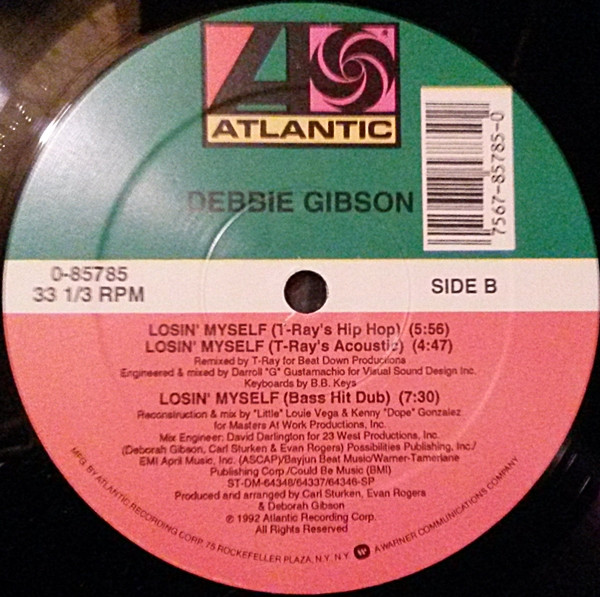 ATLANTIC
DEBBIE GIBSON
7567-85785-0
0-85785
33 1/3 RPM
SIDE B
LOSIN' MYSELF (T-Ray's Hip Hop) (5:56)
LOSIN' MYSELF (T-Ray's Acoustic) (4:47)
Remixed by T-Ray for Beat Down Productions
Engineered & mixed by Darroll "G" Gustamachio for Visual Sound Design Inc.
Keyboards by B.B. Keys
LOSIN' MYSELF (Bass Hit Dub) (7:30)
Reconstruction & mix by "Little" Louie Vega & Kenny "Dope" Gonzalez
for Masters At Work Productions, Inc.
Mix Engineer: David Darlington for 23 West Productions, Inc.
(Deborah Gibson, Carl Sturken & Evan Rogers) Possibilities Publishing, Inc./
EMI April Music, Inc. (ASCAP)/Bayjun Beat Music/Warner-Tamerlane
Publishing Corp./Could Be Music (BMI)
ST-DM-64348/64337/64346-SP
Produced and arranged by Carl Sturken, Evan Rogers
& Deborah Gibson
℗ 1992 Atlantic Recording Corp.
All Rights Reserved
MFG. BY ATLANTIC RECORDING CORP. 75 ROCKEFELLER PLAZA, N.Y. N.Y. A WARNER COMMUNICATIONS COMPANY